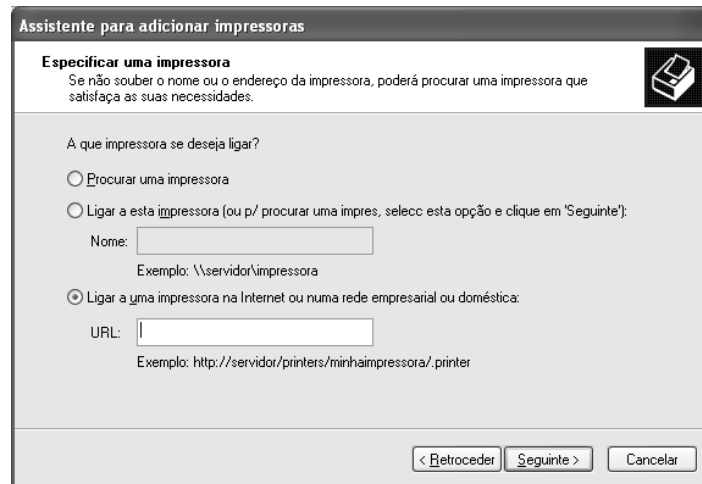 Assistente para adicionar impressoras
Especificar uma impressora
Se não souber o nome ou o endereço da impressora, poderá procurar uma impressora que
satisfaça as suas necessidades.
A que impressora se deseja ligar?
Procurar uma impressora
Ligar a esta impressora (ou p/ procurar uma impres, selecc esta opção e clique em 'Seguinte'):
Nome:
Exemplo: \\servidor\impressora
Ligar a uma impressora na Internet ou numa rede empresarial ou doméstica:
URL:
Exemplo: http://servidor/printers/minhaimpressora/.printer
< Retroceder Seguinte > Cancelar